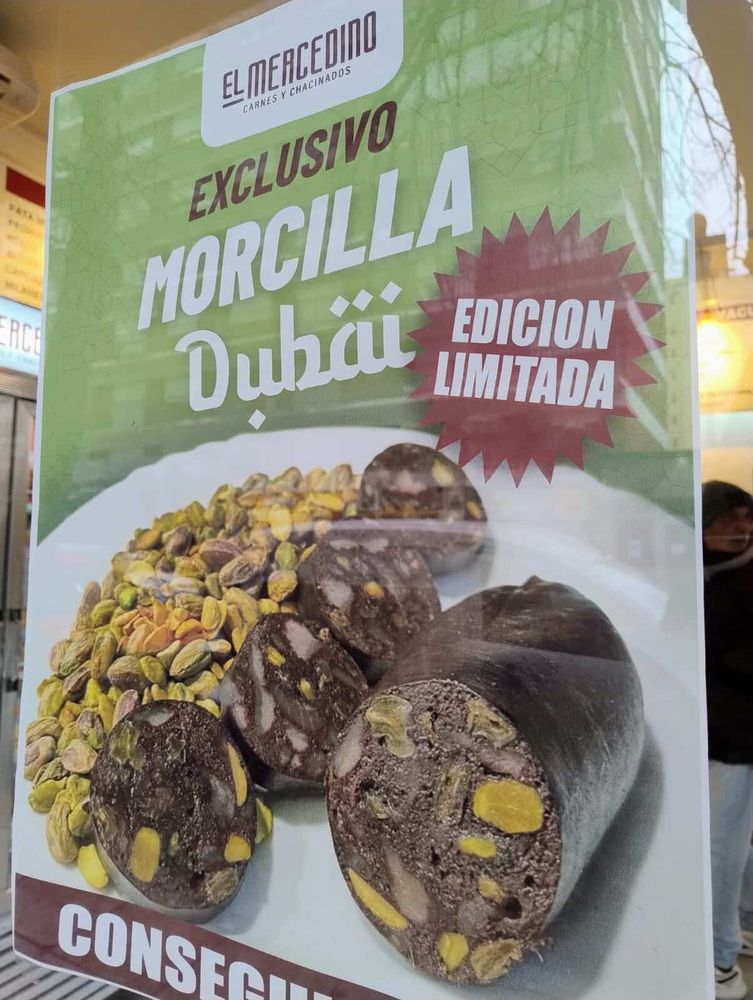 EL MERCEDINO
CARNES Y CHACINADOS
EXCLUSIVO
MORCILLA
Dubäi
EDICION
LIMITADA